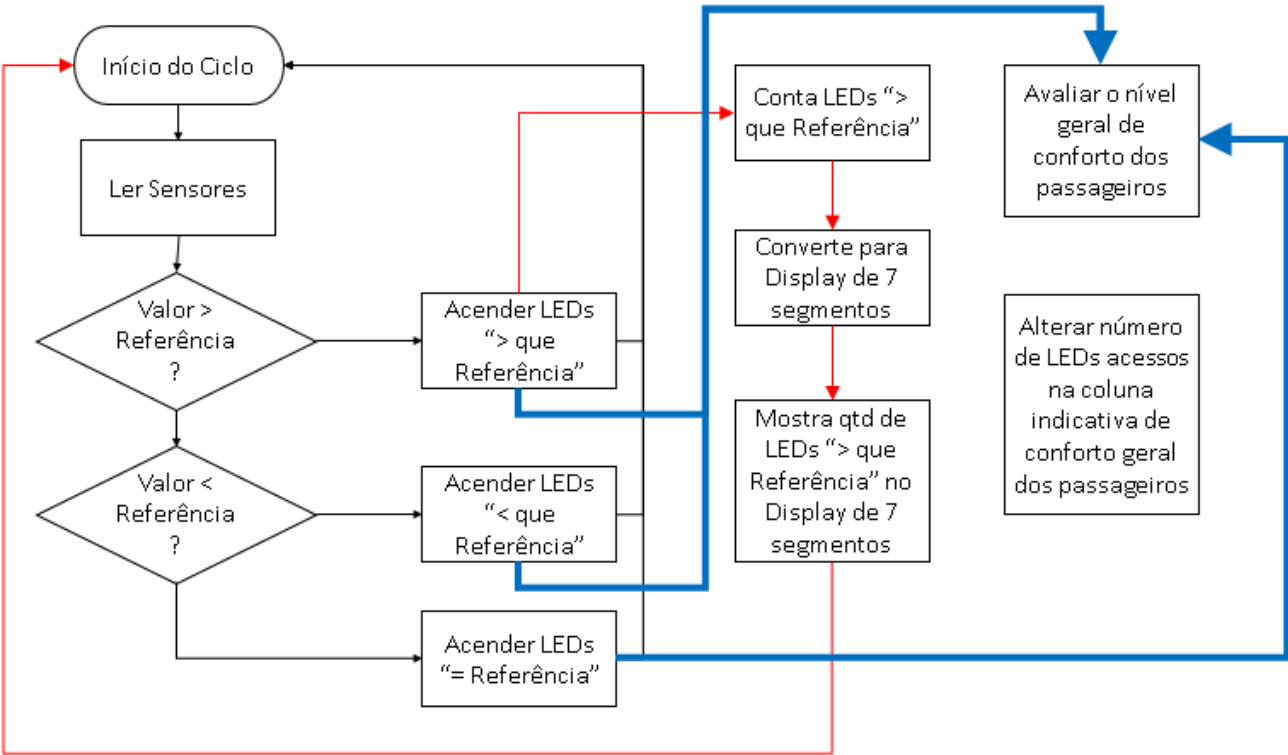 Início do Ciclo
Ler Sensores
Valor >
Referência
?
Valor <
Referência
?
Acender LEDs
“> que
Referência”
Acender LEDs
“< que
Referência”
Acender LEDs
“= Referência”
Conta LEDs “>
que Referência”
Converte para
Display de 7
segmentos
Mostra qtd de
LEDs “> que
Referência” no
Display de 7
segmentos
Avaliar o nível
geral de
conforto dos
passageiros
Alterar número
de LEDs acessos
na coluna
indicativa de
conforto geral
dos passageiros